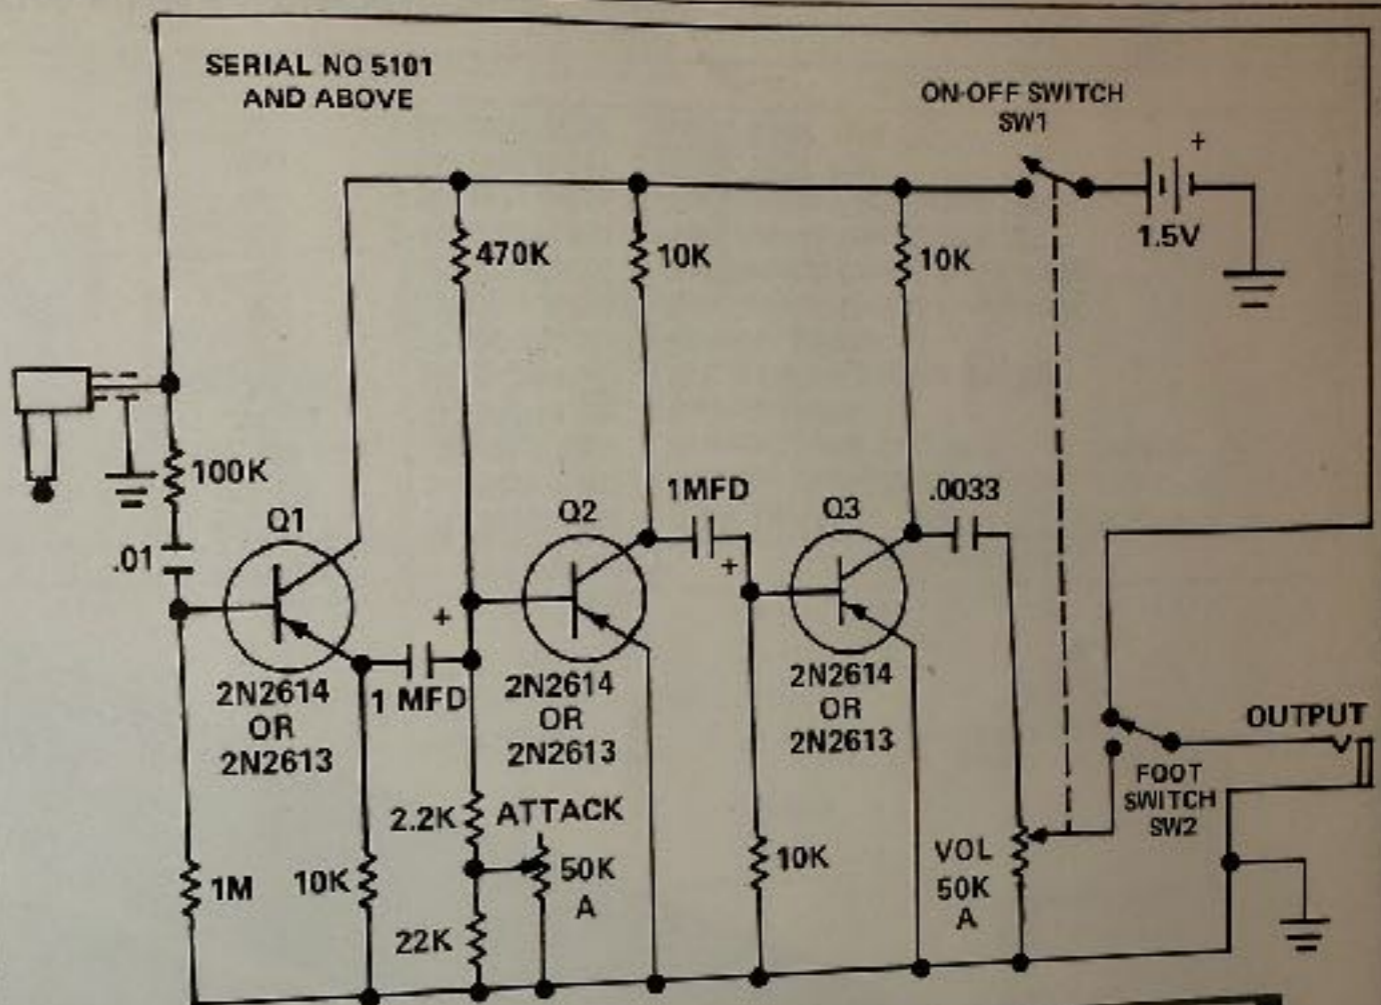 SERIAL NO 5101
AND ABOVE
ON-OFF SWITCH
SW1
+
1.5V
470K
10K
10K
100K
.01
Q1
2N2614
OR
2N2613
+
1 MFD
Q2
2N2614
OR
2N2613
1MFD
+
Q3
2N2614
OR
2N2613
.0033
OUTPUT
FOOT
SWITCH
SW2
1M
10K
2.2K
ATTACK
50K
A
22K
10K
VOL
50K
A